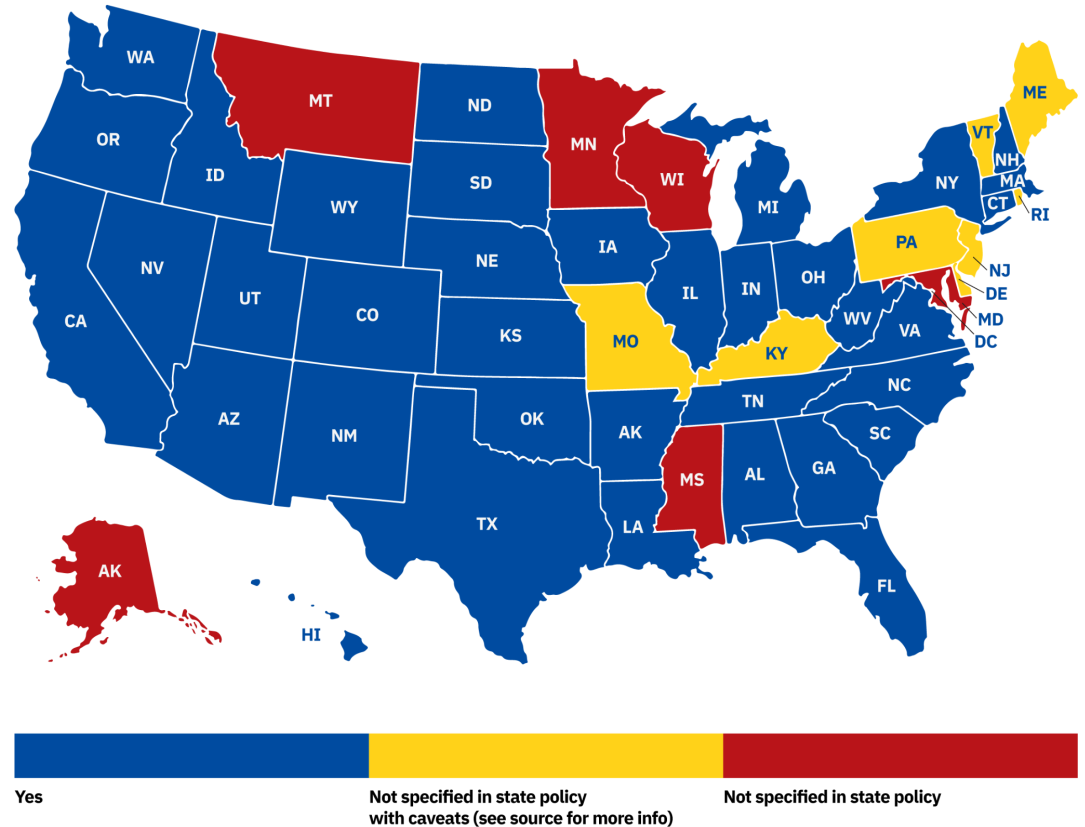 WA
MT
ND
MN
ME
OR
VT
ID
SD
WI
NH
MA
WY
NY
MI
CT
RI
IA
PA
NV
NE
NJ
OH
UT
IL
IN
DE
CO
WV
MD
CA
KS
MO
VA
DC
KY
NC
TN
AZ
OK
AK
SC
NM
GA
MS
AL
TX
LA
AK
FL
HI
Yes
Not specified in state policy
with caveats (see source for more info)
Not specified in state policy